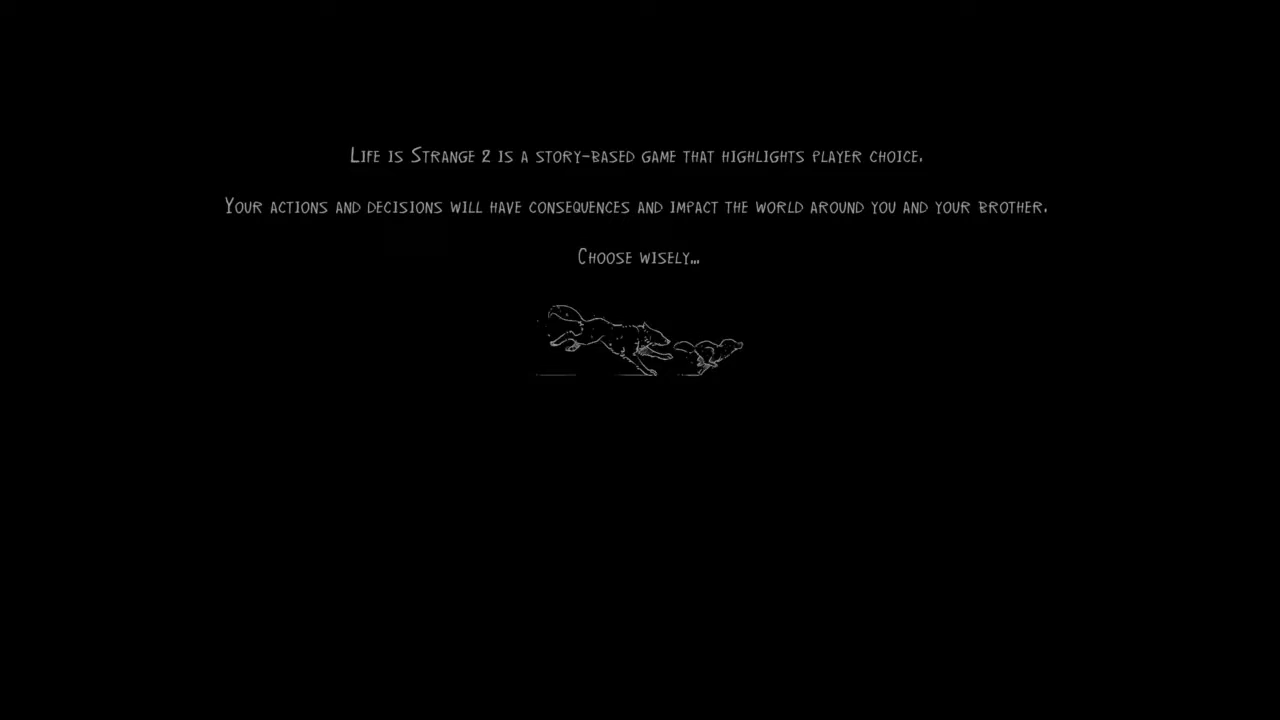 Life is Strange 2 is a story-based game that highlights player choice.
Your actions and decisions will have consequences and impact the world around you and your brother.
Choose wisely...